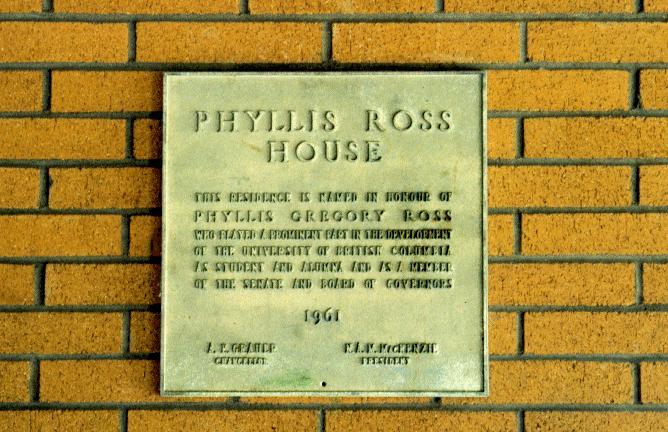 PHYLLIS ROSS
HOUSE
THIS RESIDENCE IS NAMED IN HONOUR OF
PHYLLIS GREGORY ROSS
WHO PLAYED A PROMINENT PART IN THE DEVELOPMENT
OF THE UNIVERSITY OF BRITISH COLUMBIA
AS STUDENT AND ALUMNA AND AS A MEMBER
OF THE SENATE AND BOARD OF GOVERNORS
1961
A. E. GRAUER N.A.M. MacKENZIE
CHANCELLOR PRESIDENT